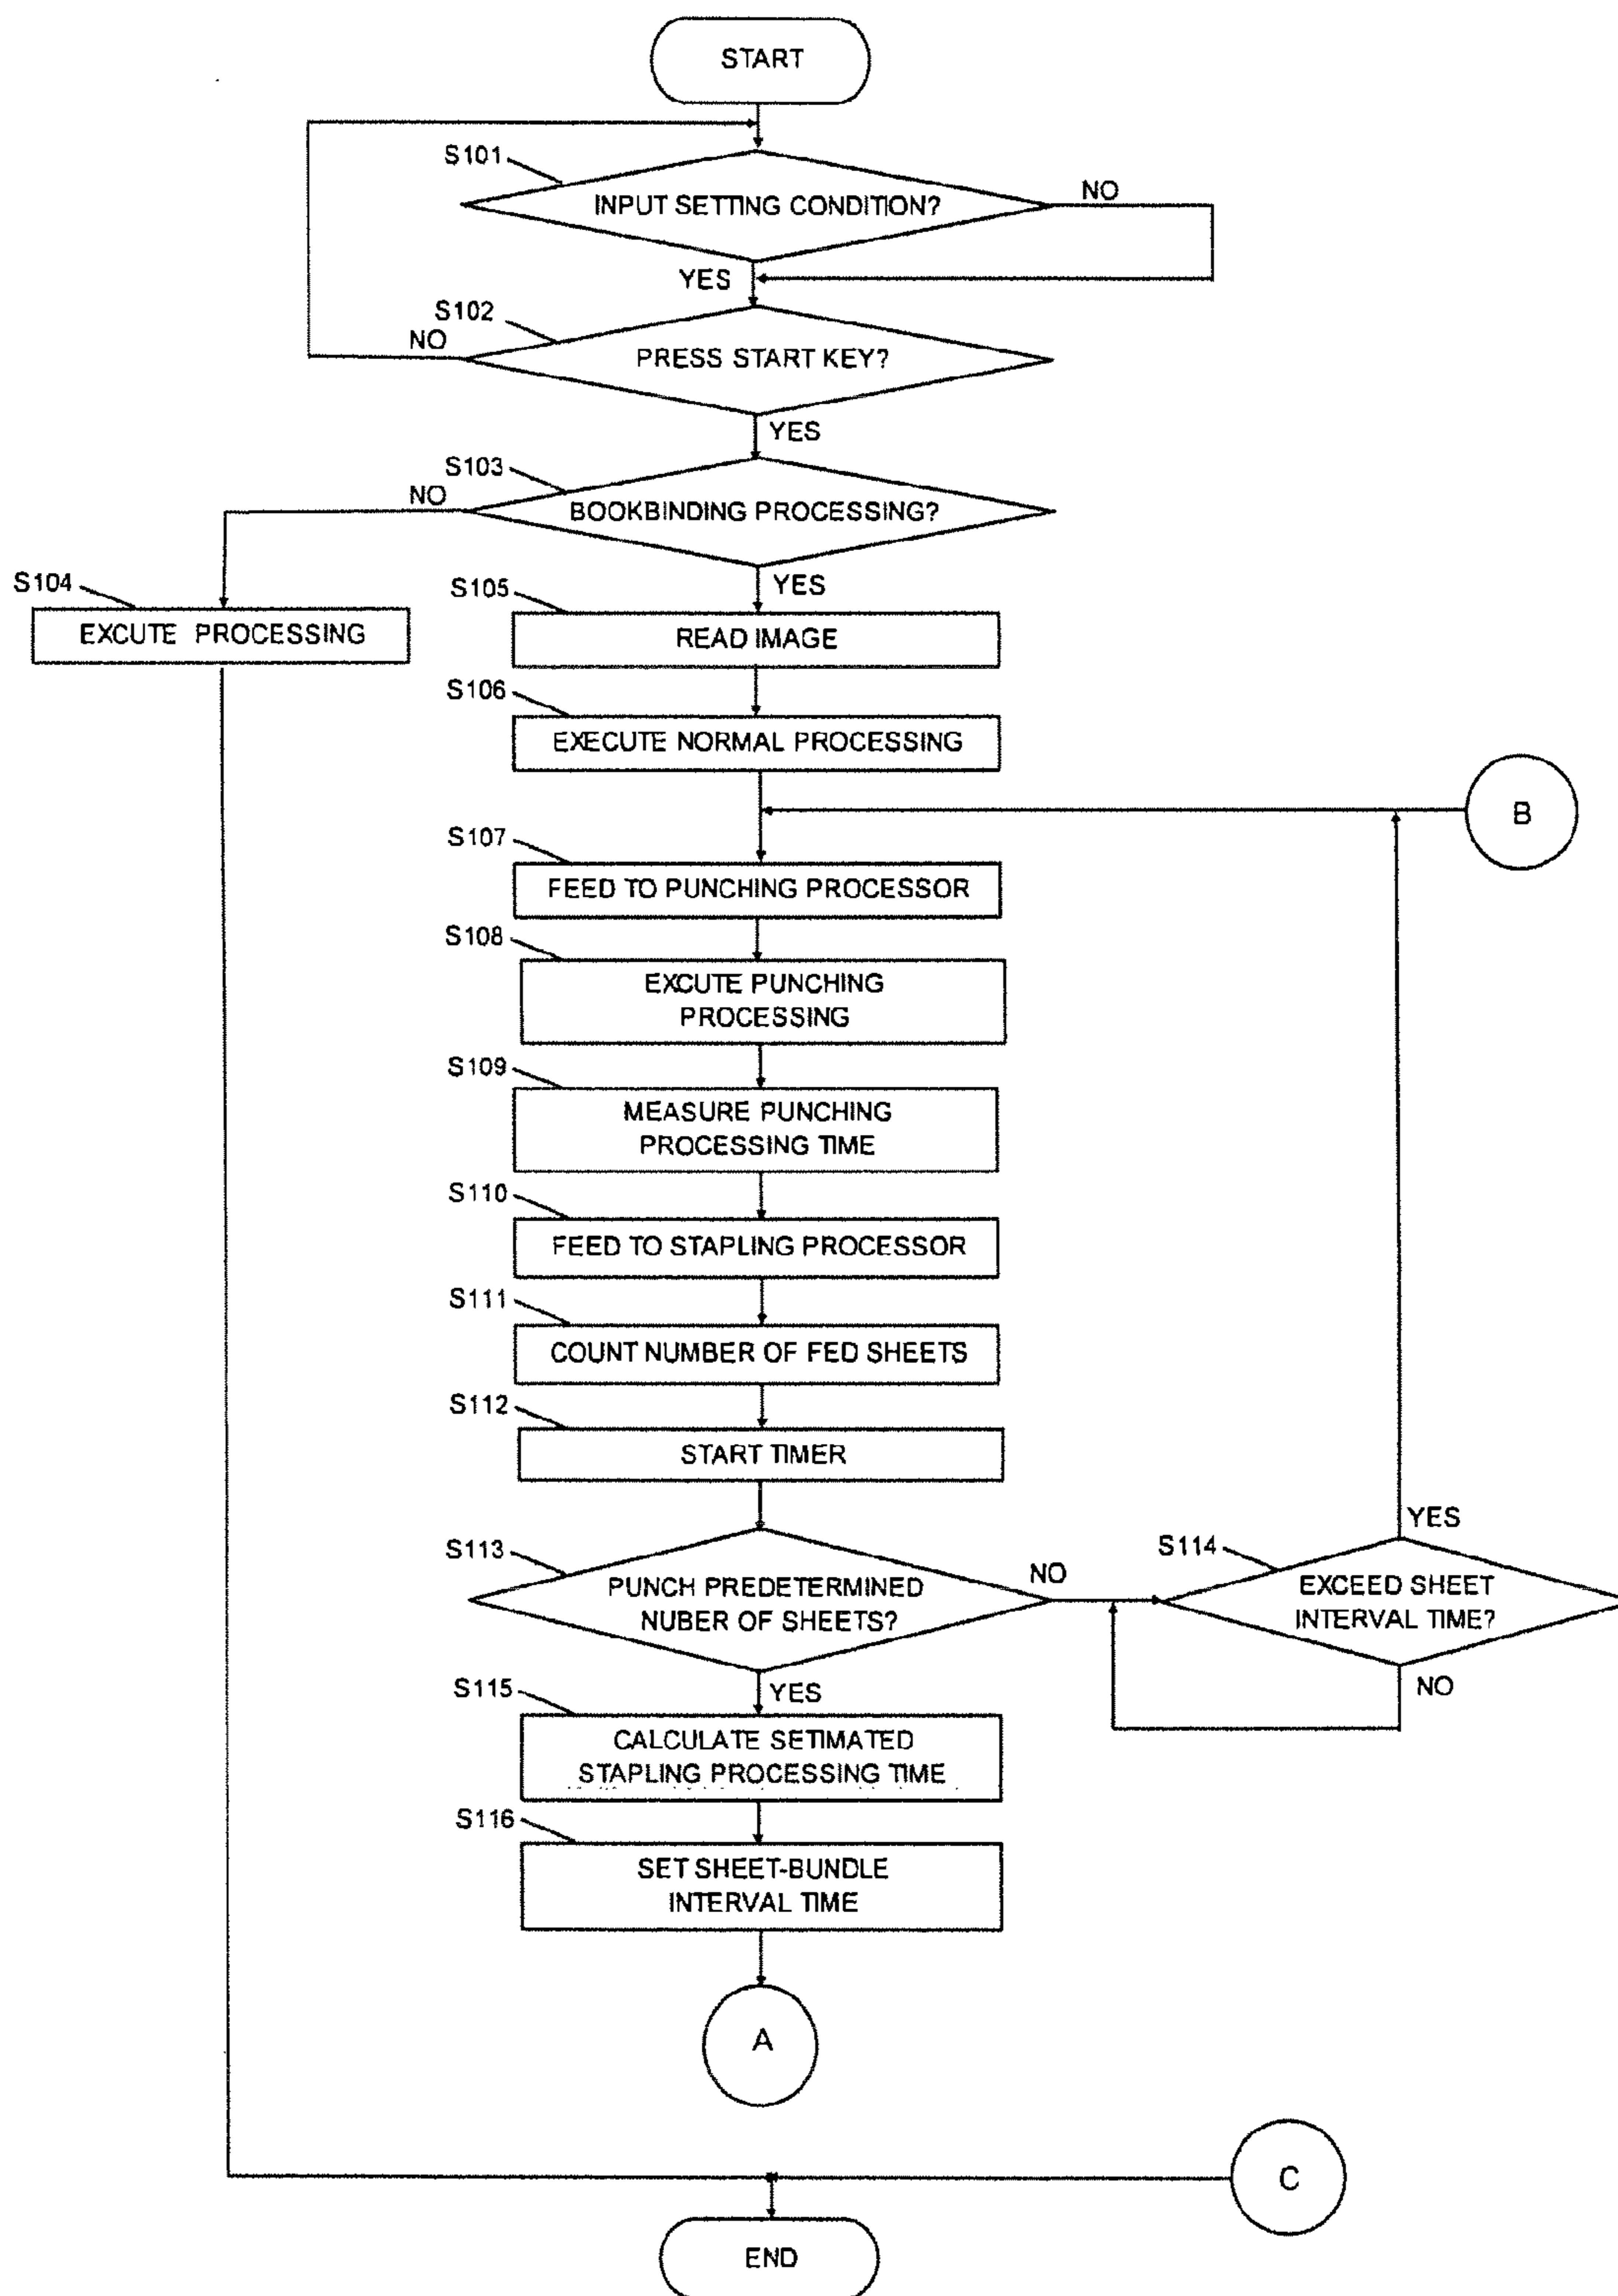 START
S101
INPUT SETTING CONDITION?
NO
YES
S102
NO
PRESS START KEY?
YES
S103
NO
BOOKBINDING PROCESSING?
YES
S104
EXCUTE PROCESSING
S105
READ IMAGE
S106
EXECUTE NORMAL PROCESSING
B
S107
FEED TO PUNCHING PROCESSOR
S108
EXCUTE PUNCHING
PROCESSING
S109
MEASURE PUNCHING
PROCESSING TIME
S110
FEED TO STAPLING PROCESSOR
S111
COUNT NUMBER OF FED SHEETS
S112
START TIMER
S113
PUNCH PREDETERMINED
NUBER OF SHEETS?
NO
S114
YES
EXCEED SHEET
INTERVAL TIME?
NO
YES
S115
CALCULATE SETIMATED
STAPLING PROCESSING TIME
S116
SET SHEET-BUNDLE
INTERVAL TIME
A
C
END